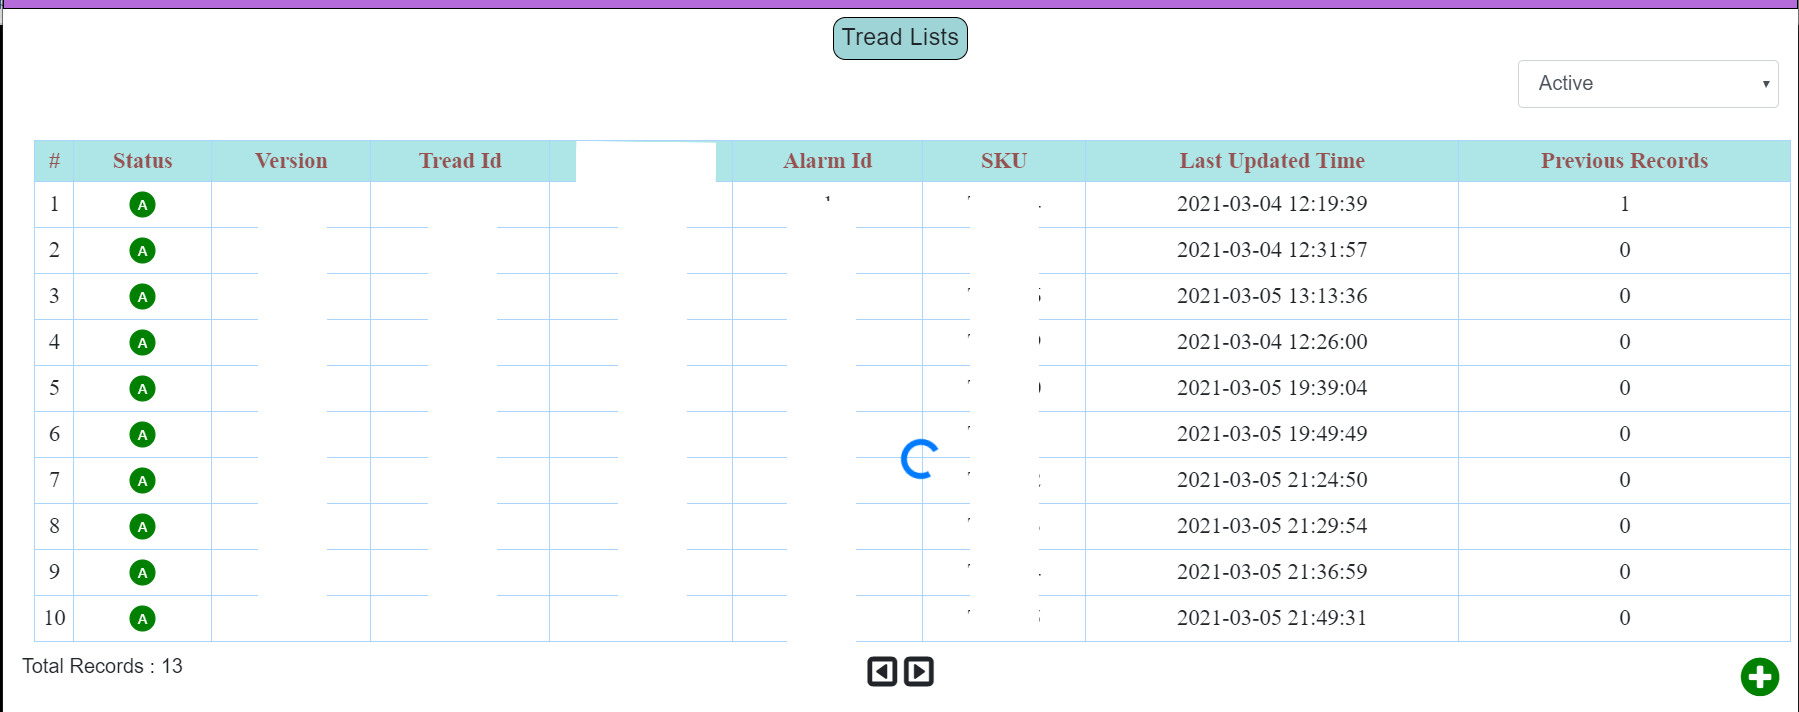 Tread Lists
Active
# Status Version Tread Id Alarm Id SKU Last Updated Time Previous Records
1 A 2021-03-04 12:19:39 1
2 A 2021-03-04 12:31:57 0
3 A 2021-03-05 13:13:36 0
4 A 2021-03-04 12:26:00 0
5 A 2021-03-05 19:39:04 0
6 A 2021-03-05 19:49:49 0
7 A 2021-03-05 21:24:50 0
8 A 2021-03-05 21:29:54 0
9 A 2021-03-05 21:36:59 0
10 A 2021-03-05 21:49:31 0
Total Records : 13